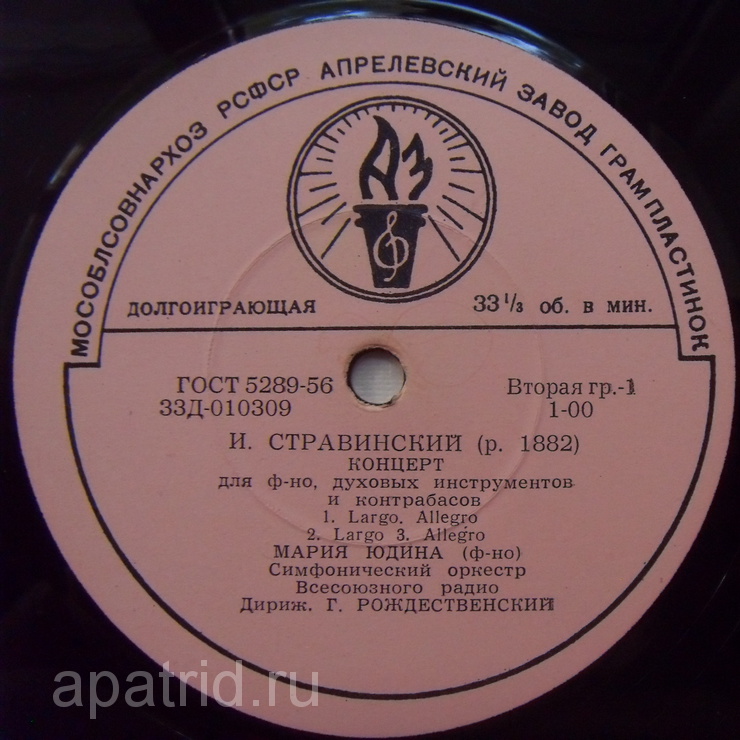 МОСОБЛСОВНАРХОЗ РСФСР АПРЕЛЕВСКИЙ ЗАВОД ГРАМПЛАСТИНОК
АЗ
ДОЛГОИГРАЮЩАЯ 33 1/3 об. в мин.
ГОСТ 5289-56 Вторая гр.-1
33Д-010309 1-00
И. СТРАВИНСКИЙ (р. 1882)
КОНЦЕРТ
для ф-но, духовых инструментов
и контрабасов
1. Largo. Allegro
2. Largo 3. Allegro
МАРИЯ ЮДИНА (ф-но)
Симфонический оркестр
Всесоюзного радио
Дириж. Г. РОЖДЕСТВЕНСКИЙ
apatrid.ru